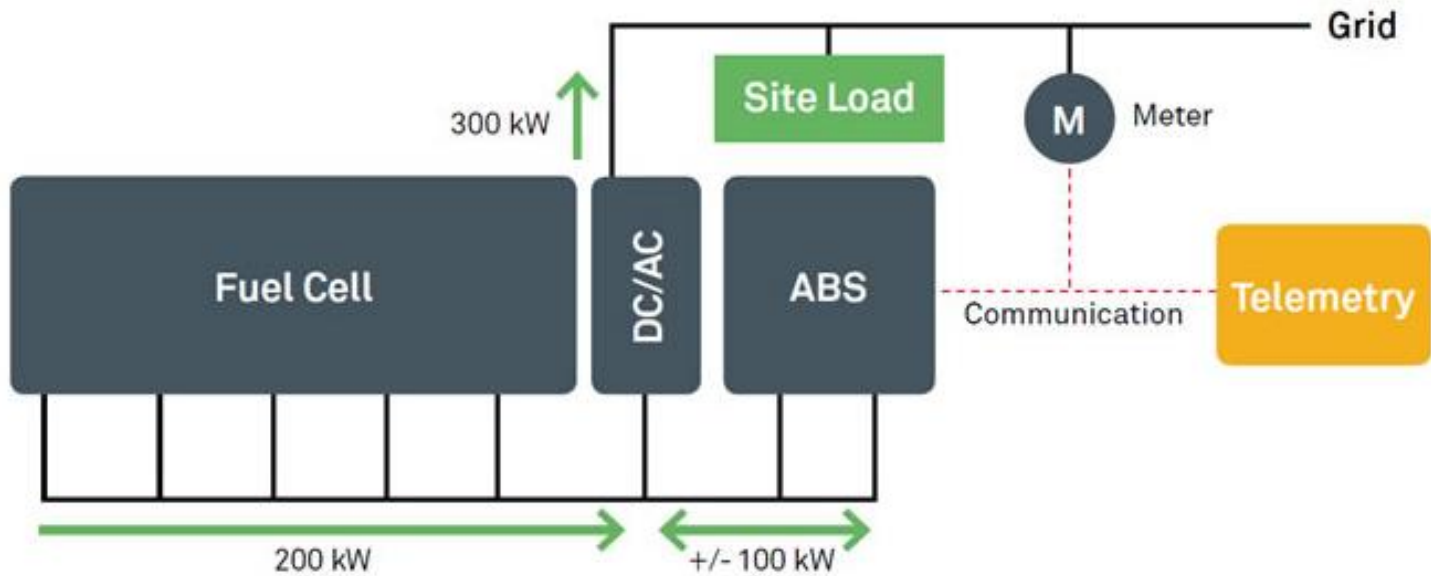 Grid
Site Load
300 kW
M
Meter
Fuel Cell
DC/AC
ABS
Communication
Telemetry
200 kW
+/- 100 kW